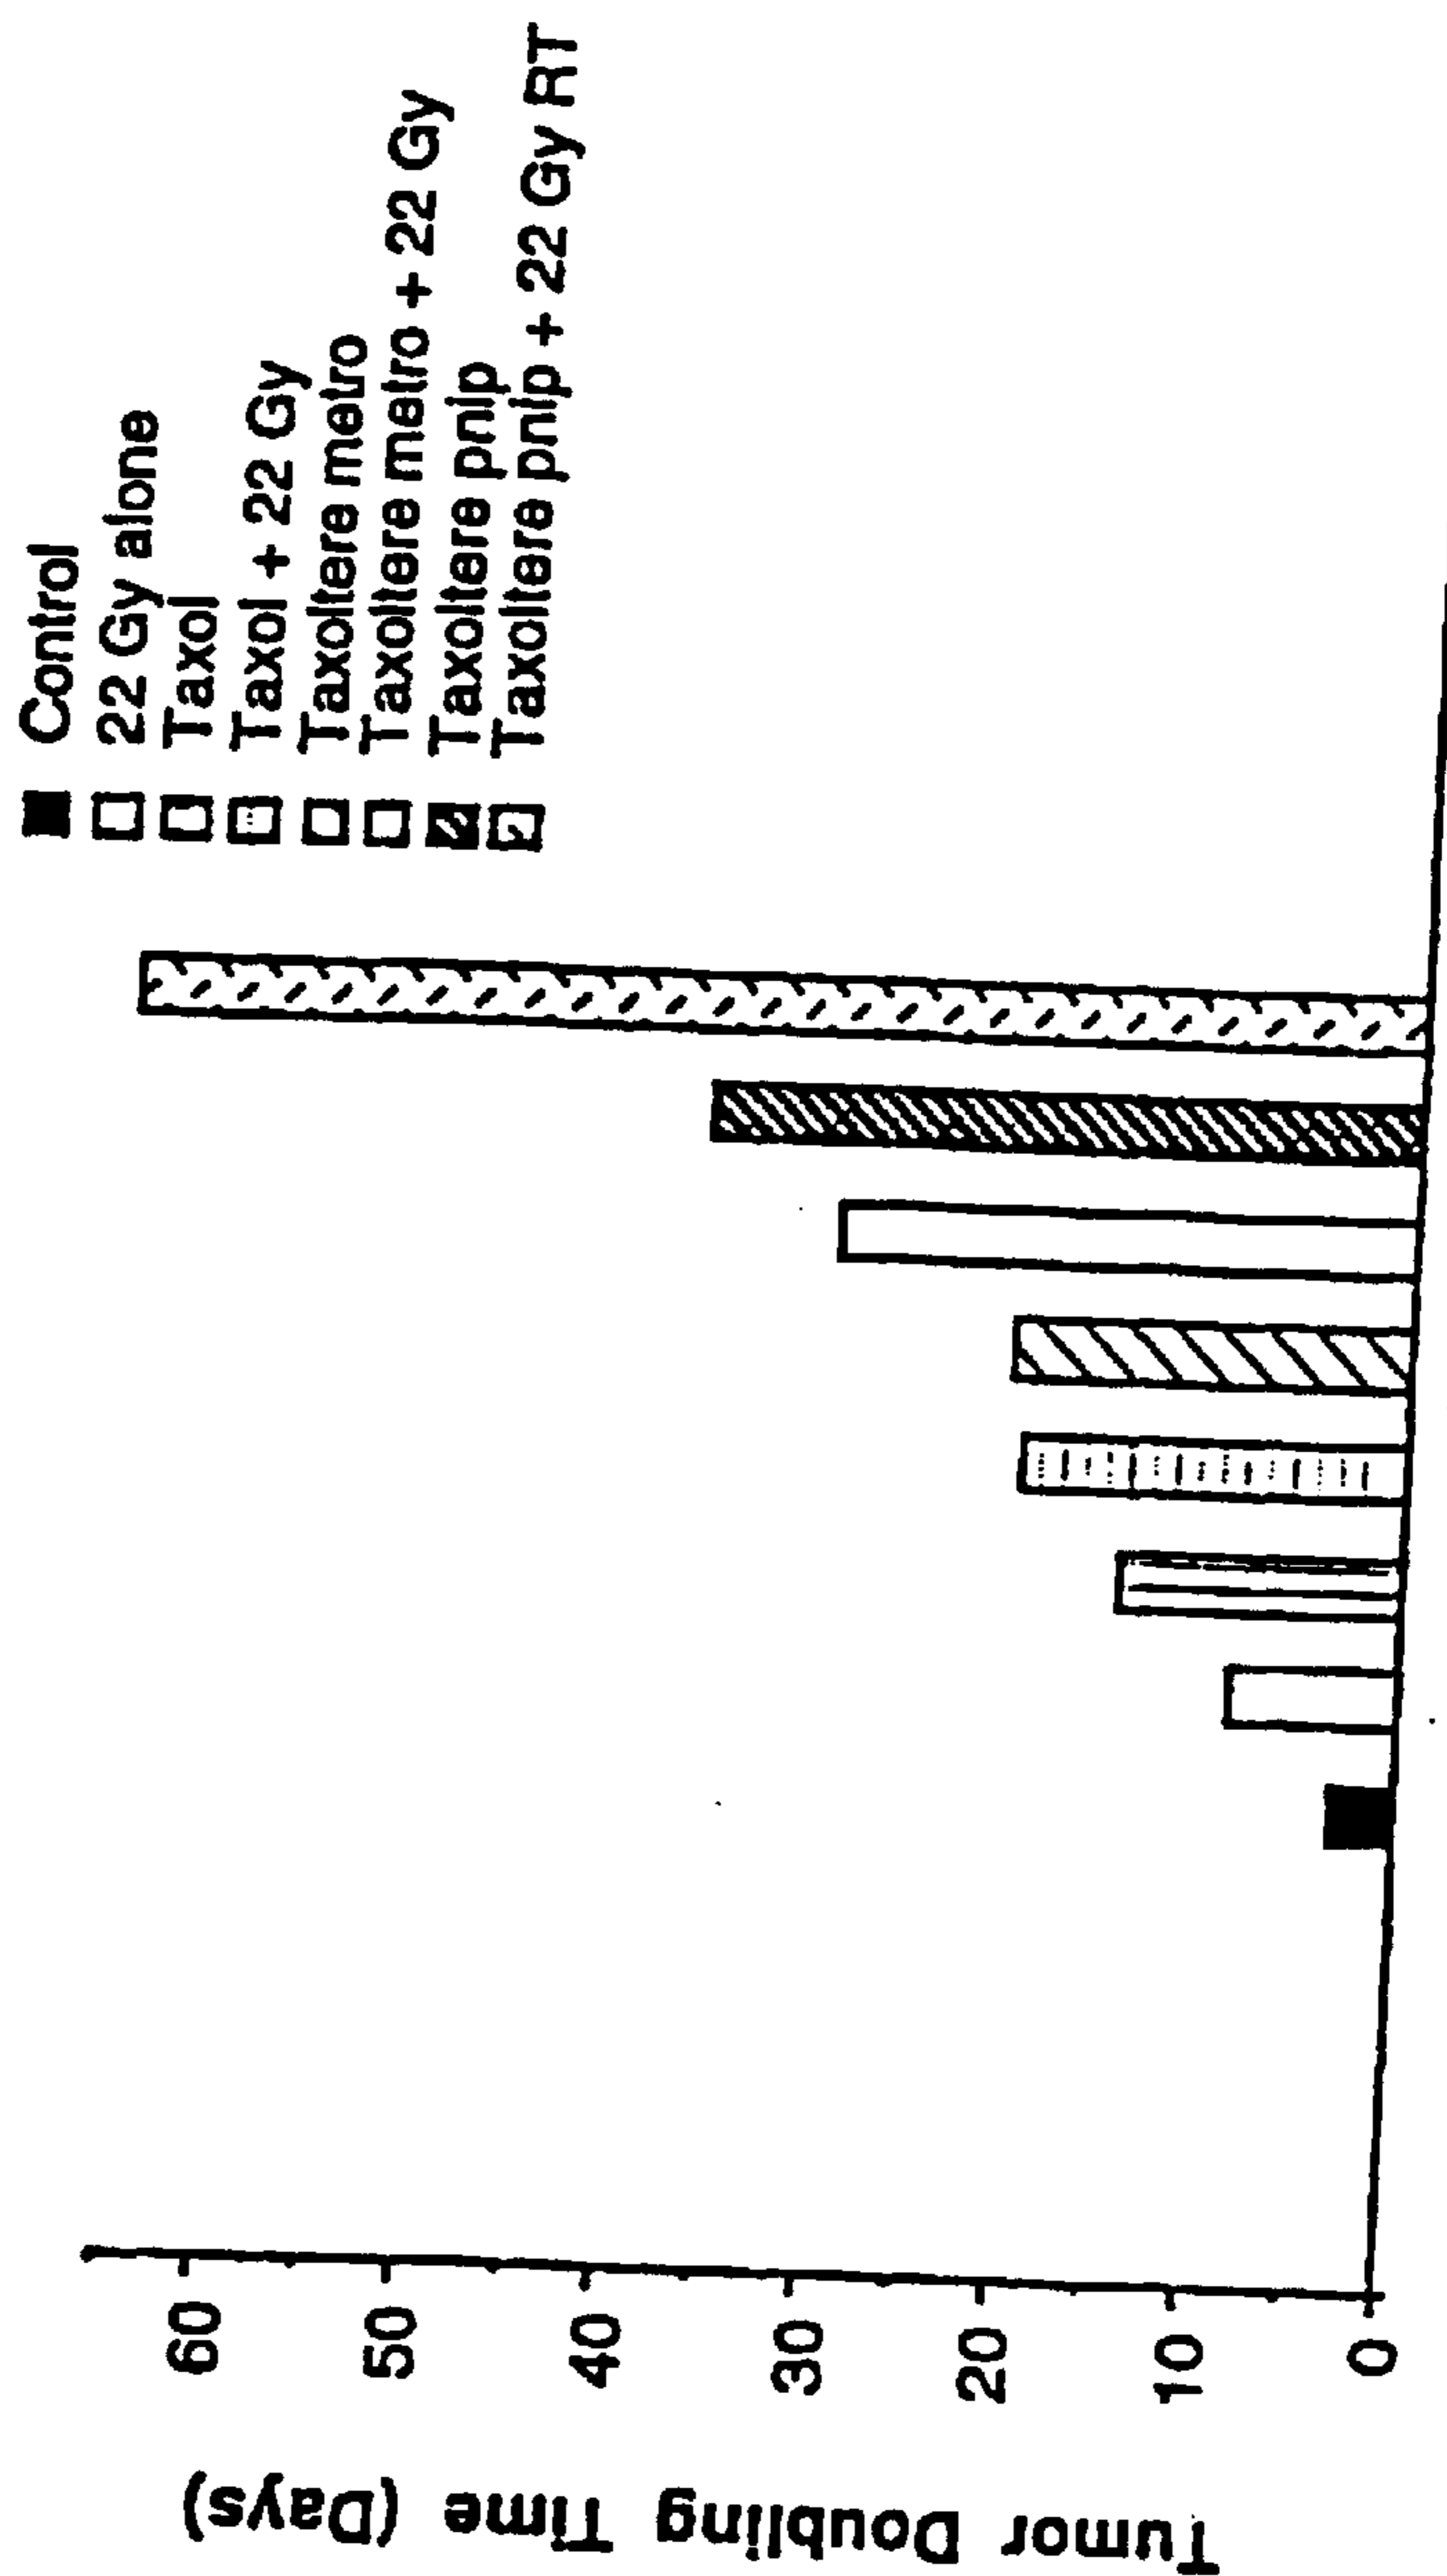 Control
22 Gy alone
Taxol
Taxol + 22 Gy
Taxoltere metro
Taxoltere metro + 22 Gy
Taxoltere pnip
Taxoltere pnip + 22 Gy RT
Tumor Doubling Time (Days)
60
50
40
30
20
10
0